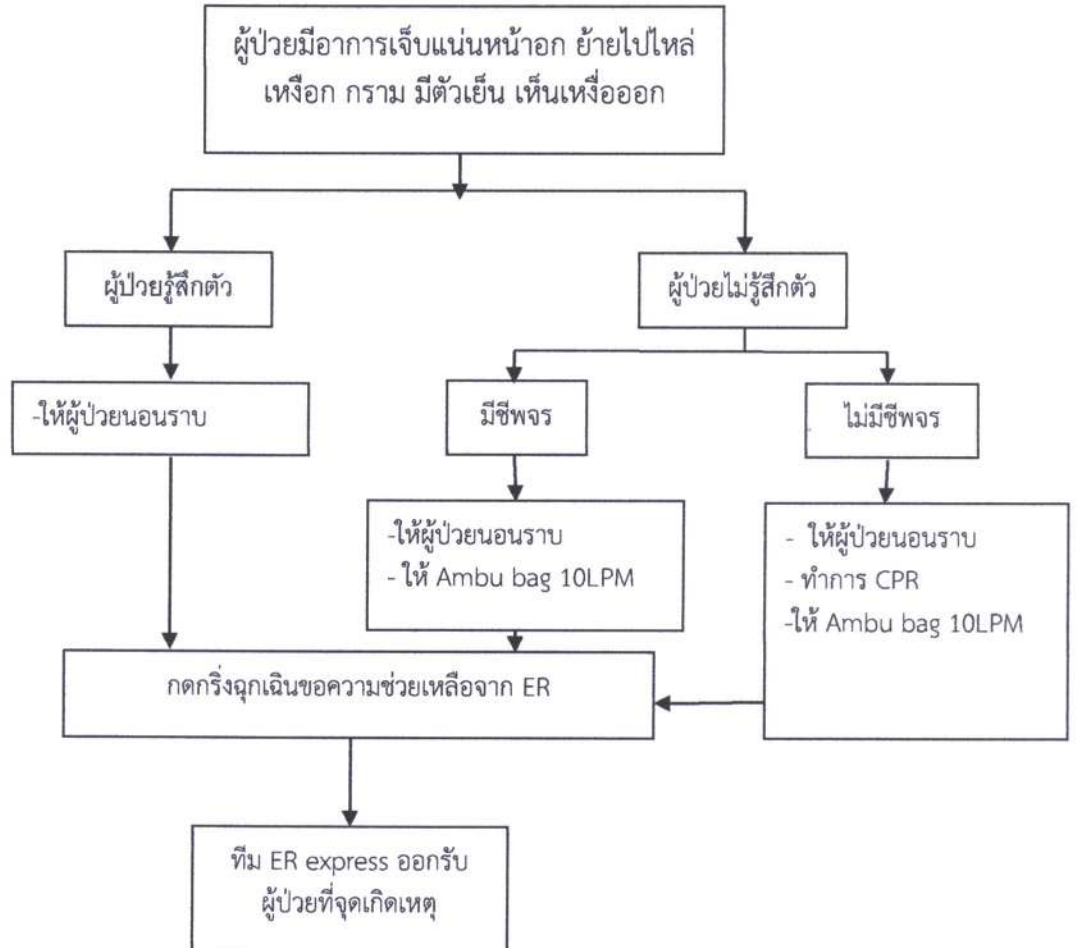 ผู้ป่วยมีอาการเจ็บแน่นหน้าอก ย้ายไปไหล่
เหงือก กราม มีตัวเย็น เห็นเหงื่อออก
ผู้ป่วยรู้สึกตัว
ผู้ป่วยไม่รู้สึกตัว
-ให้ผู้ป่วยนอนราบ
มีชีพจร
ไม่มีชีพจร
-ให้ผู้ป่วยนอนราบ
- ให้ Ambu bag 10LPM
- ให้ผู้ป่วยนอนราบ
- ทำการ CPR
-ให้ Ambu bag 10LPM
กดกริ่งฉุกเฉินขอความช่วยเหลือจาก ER
ทีม ER express ออกรับ
ผู้ป่วยที่จุดเกิดเหตุ